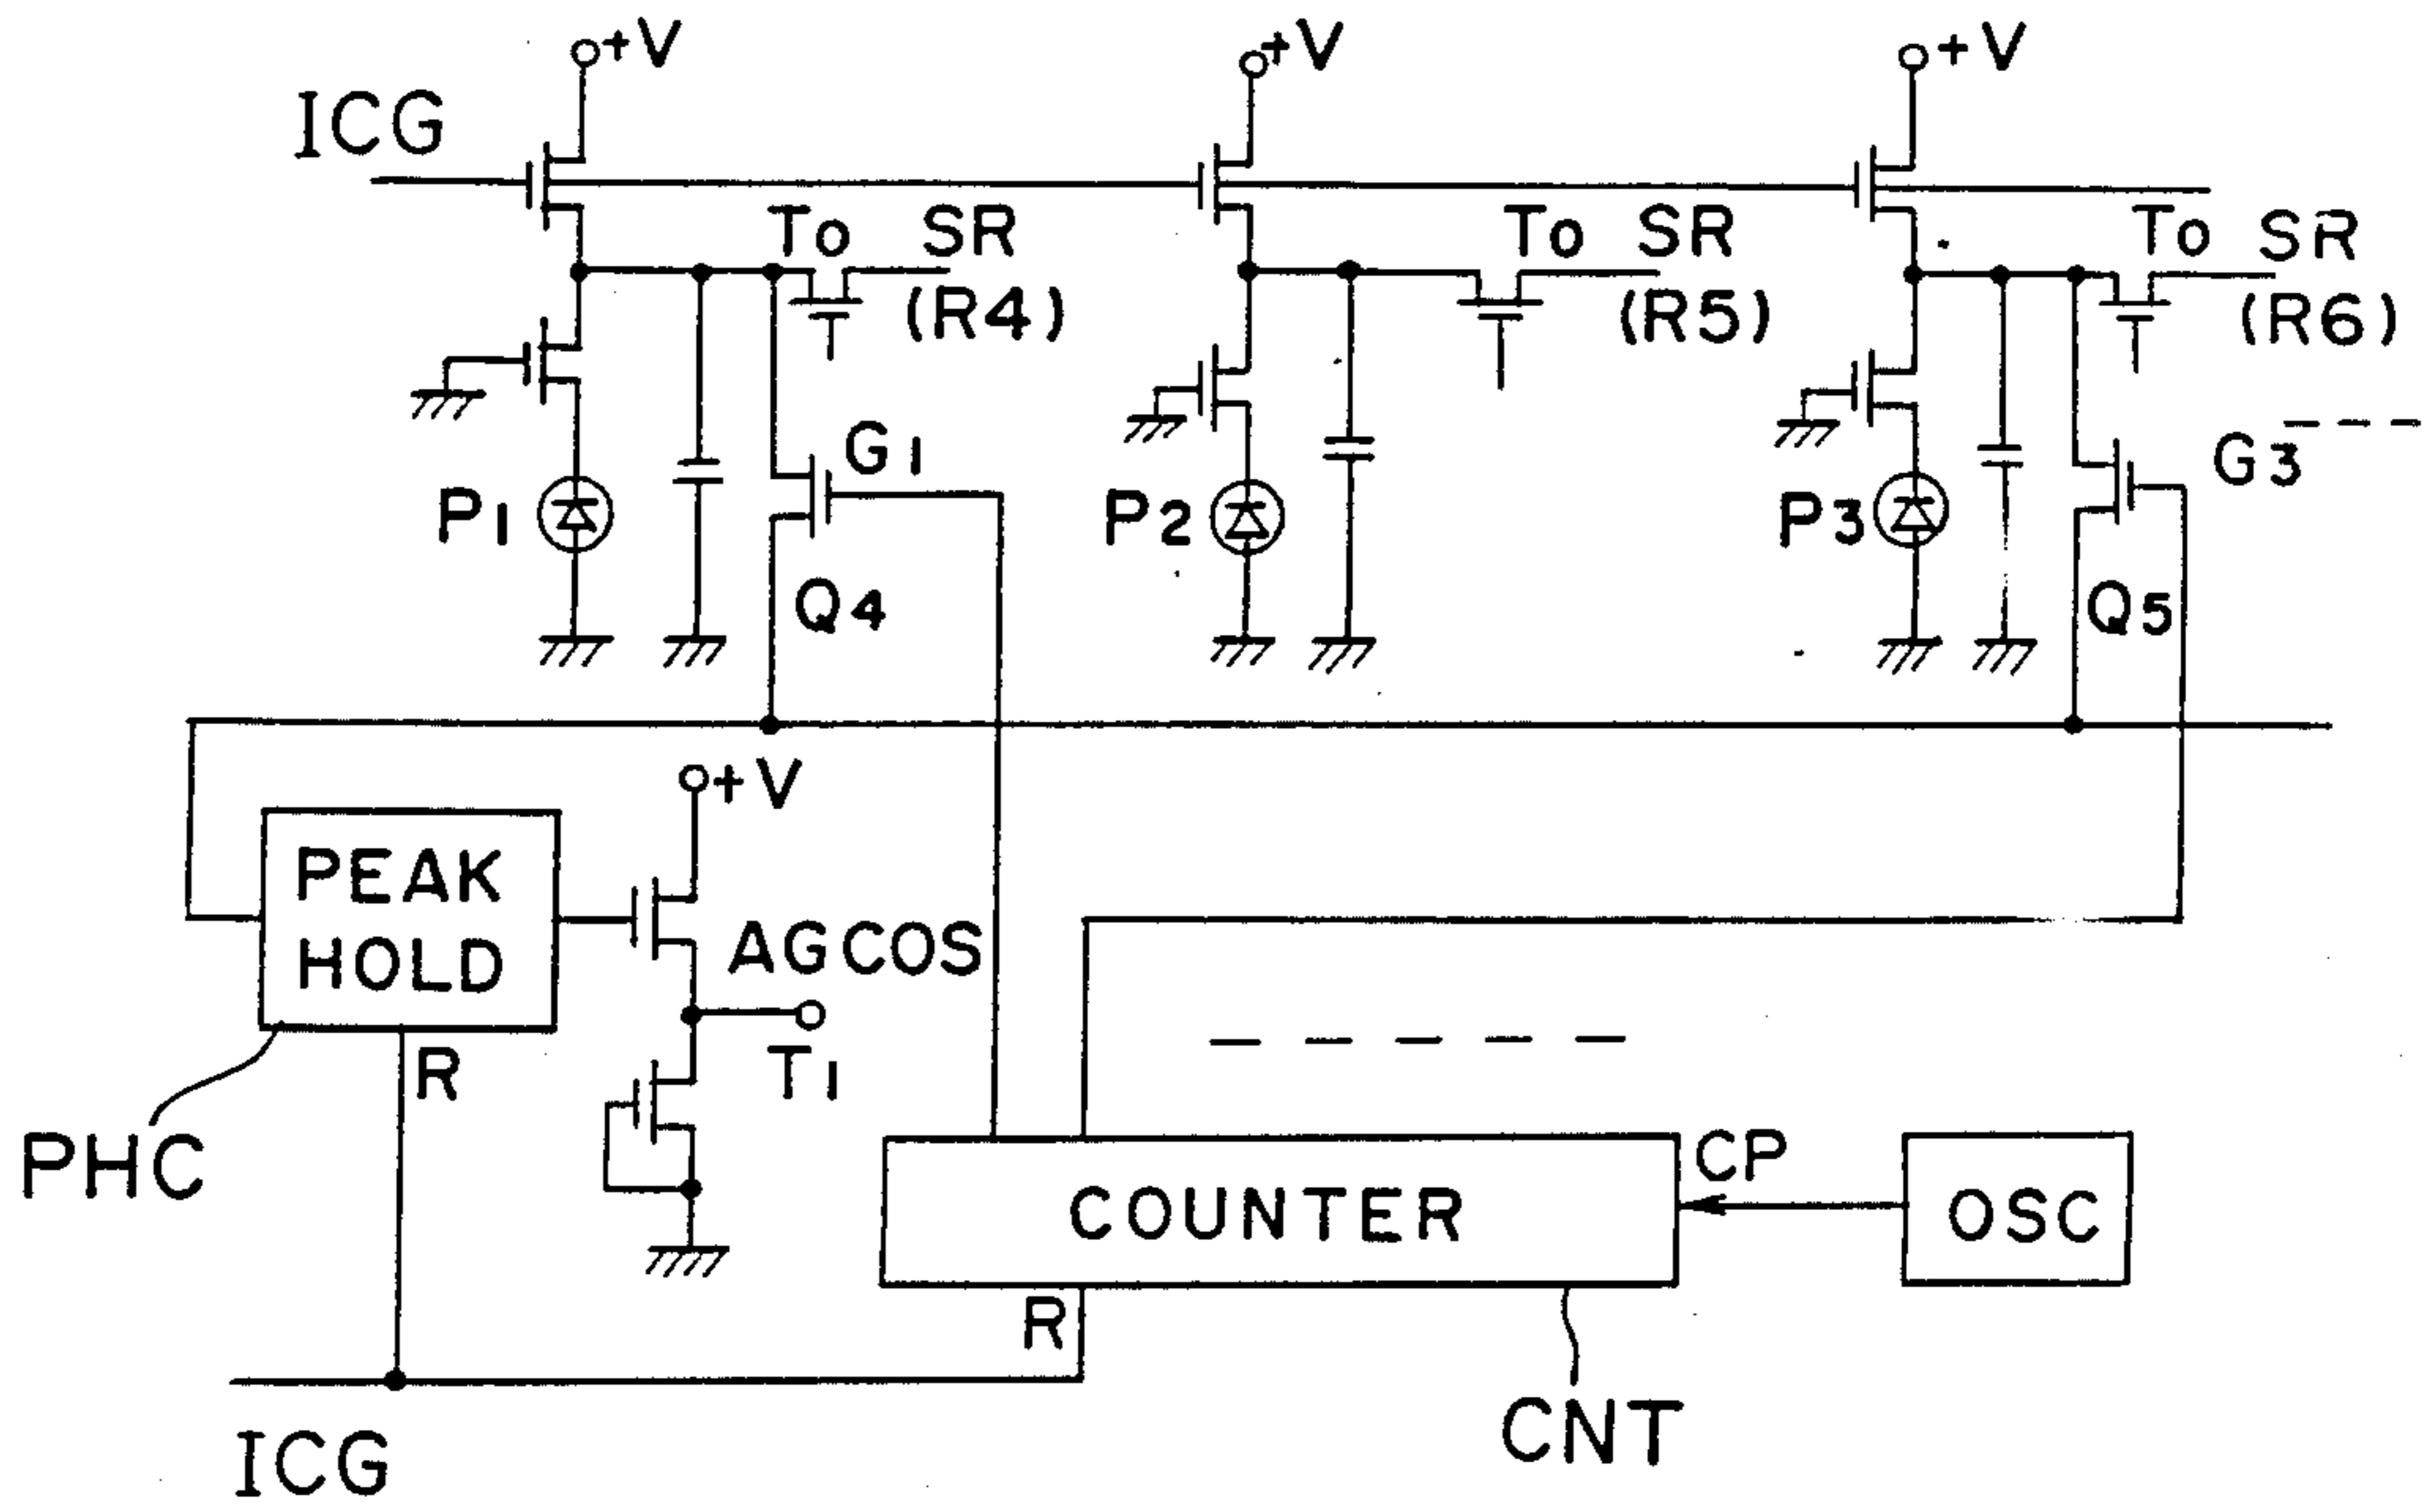 +V
+V
+V
ICG
To SR
(R4)
To SR
(R5)
To SR
(R6)
G1
G3
P1
P2
P3
Q4
Q5
+V
PEAK
HOLD
AGCOS
T1
R
PHC
CP
COUNTER
OSC
R
CNT
ICG